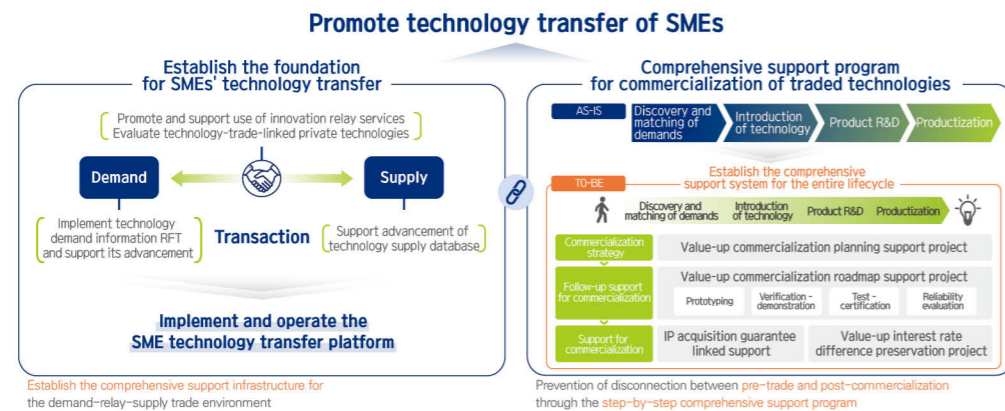 Promote technology transfer of SMEs
Establish the foundation
for SMEs' technology transfer
Promote and support use of innovation relay services
Evaluate technology-trade-linked private technologies
Demand
Supply
Implement technology
demand information RFT
and support its advancement
Transaction
Support advancement of
technology supply database
Implement and operate the
SME technology transfer platform
Establish the comprehensive support infrastructure for
the demand-relay-supply trade environment
Comprehensive support program
for commercialization of traded technologies
AS-IS
Discovery and
matching of
demands
Introduction
of technology
Product R&D
Productization
Establish the comprehensive
support system for the entire lifecycle
TO-BE
Discovery and
matching of demands
Introduction
of technology
Product R&D
Productization
Commercialization
strategy
Value-up commercialization planning support project
Follow-up support
for commercialization
Value-up commercialization roadmap support project
Prototyping
Verification -
demonstration
Test -
certification
Reliability
evaluation
Support for
commercialization
IP acquisition guarantee
linked support
Value-up interest rate
difference preservation project
Prevention of disconnection between pre-trade and post-commercialization
through the step-by-step comprehensive support program